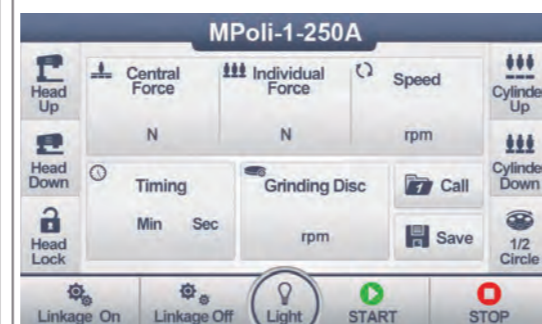 MPoli-1-250A
Head
Up
Central
Force
N
Individual
Force
N
Speed
rpm
Cylinde
Up
Head
Down
Timing
Min Sec
Grinding Disc
rpm
Call
Save
Cylinde
Down
Head
Lock
1/2
Circle
Linkage On
Linkage Off
Light
START
STOP